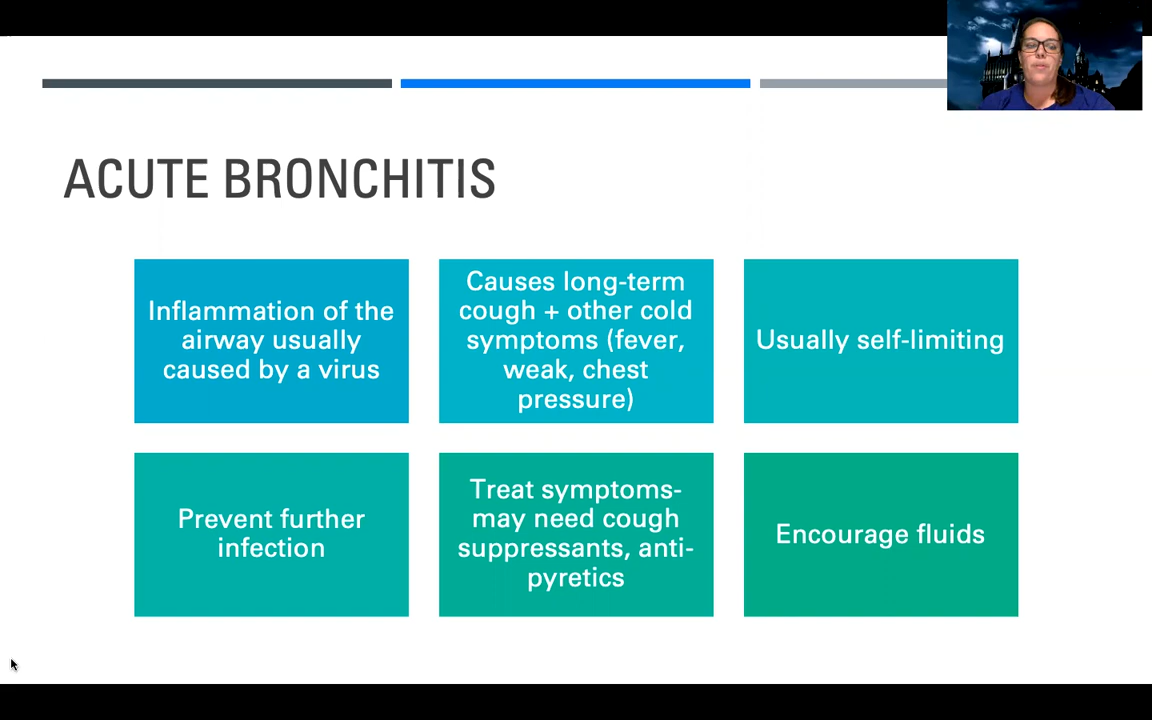 ACUTE BRONCHITIS
Inflammation of the
airway usually
caused by a virus
Causes long-term
cough + other cold
symptoms (fever,
weak, chest
pressure)
Usually self-limiting
Prevent further
infection
Treat symptoms-
may need cough
suppressants, anti-
pyretics
Encourage fluids